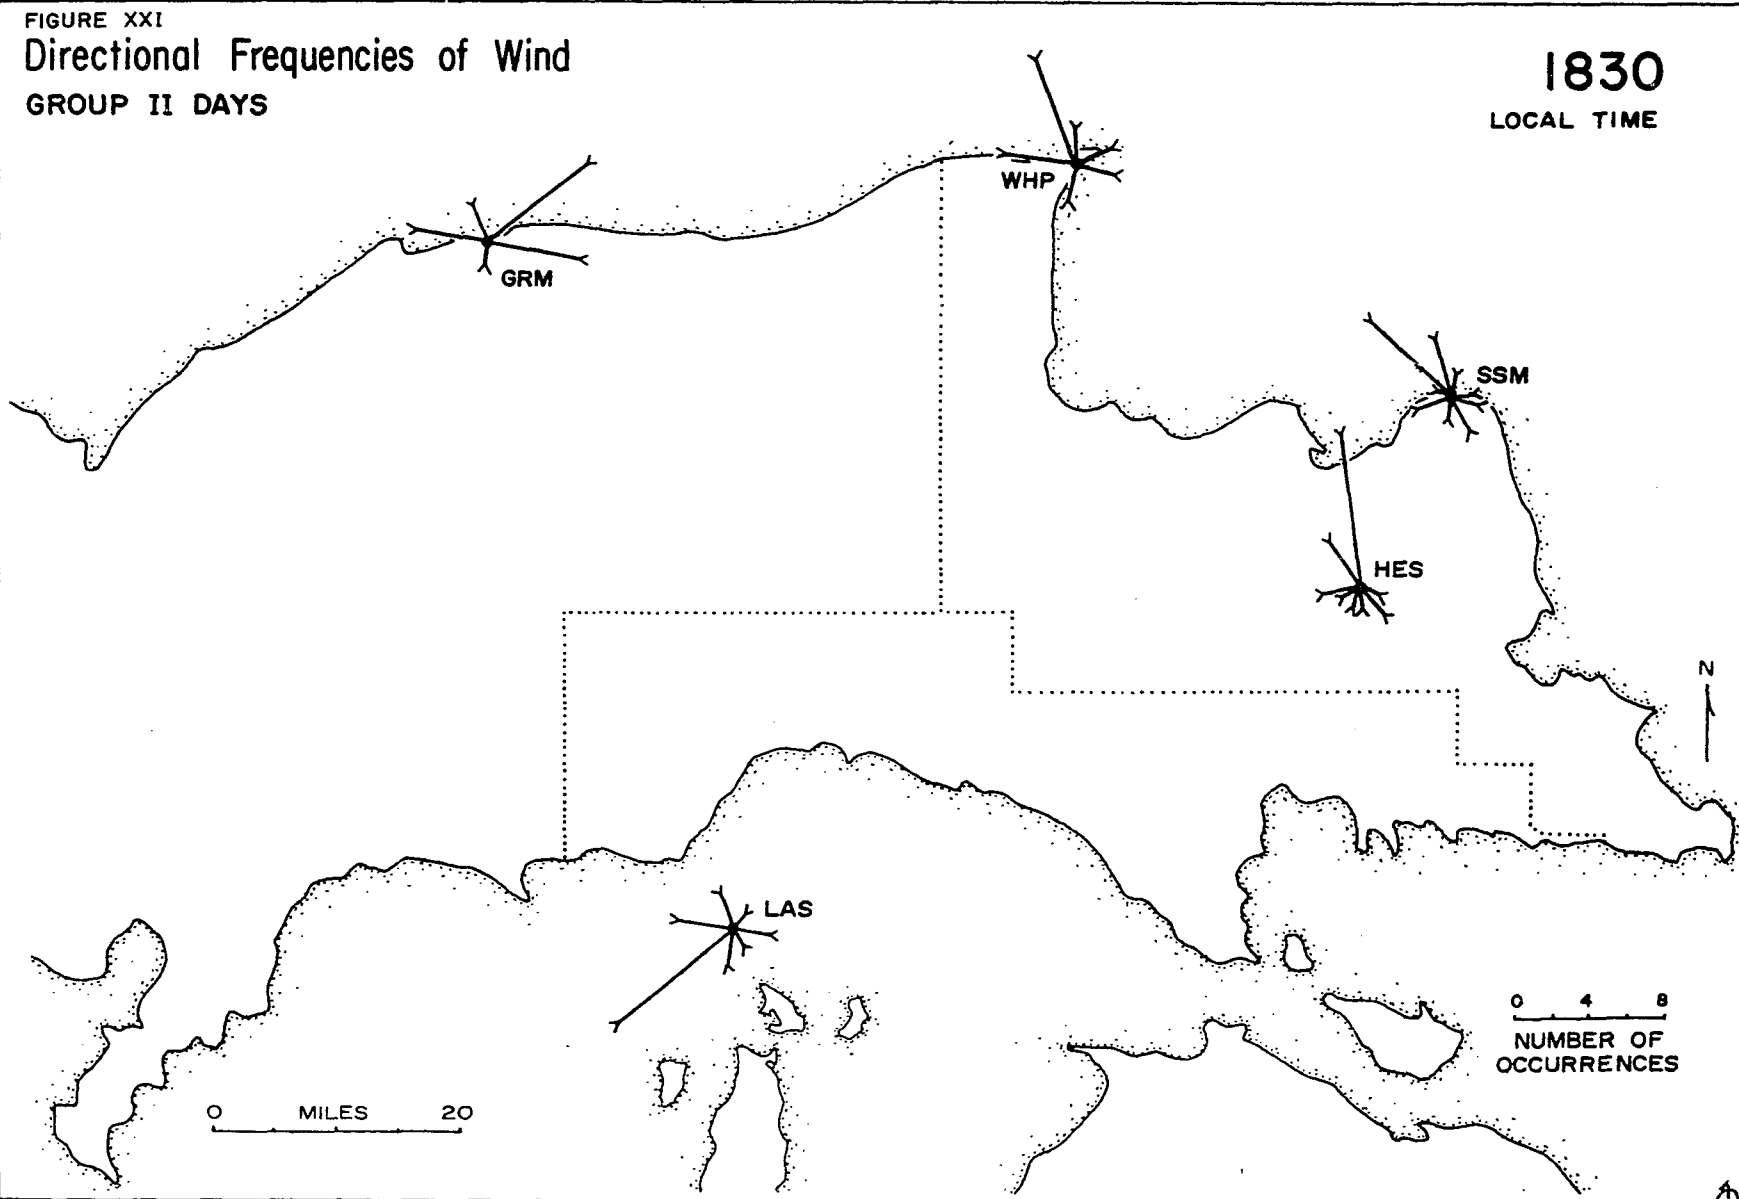 FIGURE XXI
Directional Frequencies of Wind
GROUP II DAYS
1830
LOCAL TIME
WHP
GRM
SSM
HES
N
LAS
0 4 8
NUMBER OF
OCCURRENCES
0 MILES 20